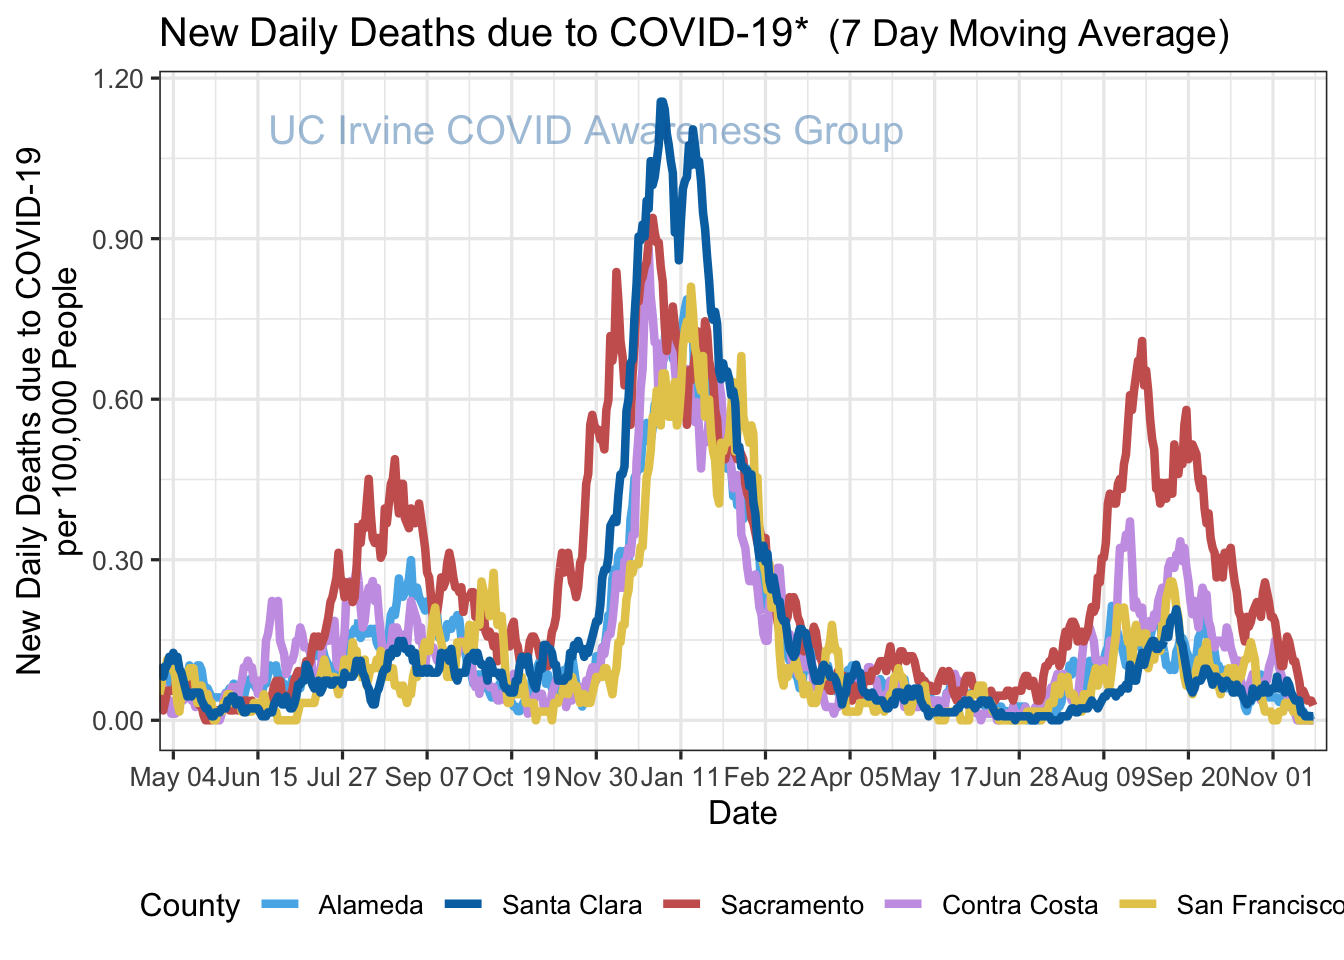 New Daily Deaths due to COVID-19* (7 Day Moving Average)
UC Irvine COVID Awareness Group
New Daily Deaths due to COVID-19
per 100,000 People
1.20
0.90
0.60
0.30
0.00
May 04 Jun 15 Jul 27 Sep 07 Oct 19 Nov 30 Jan 11 Feb 22 Apr 05 May 17 Jun 28 Aug 09 Sep 20 Nov 01
Date
County Alameda Santa Clara Sacramento Contra Costa San Francisco